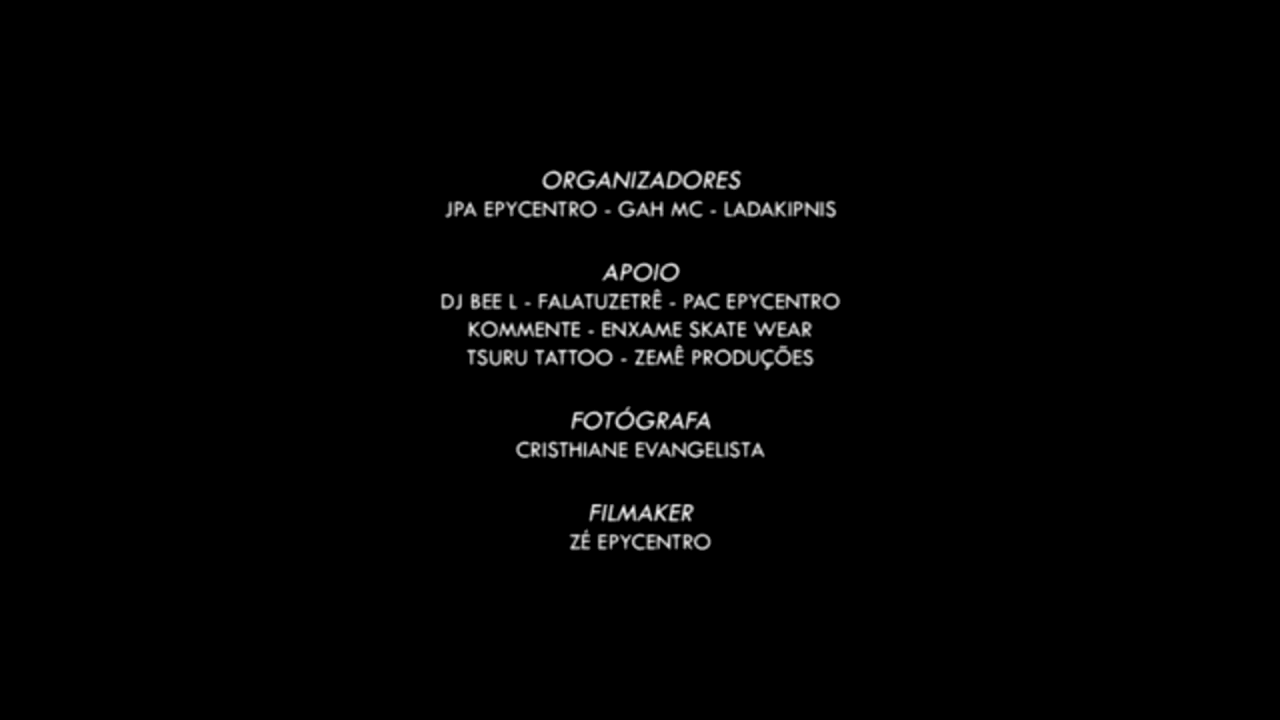 ORGANIZADORES
JPA EPYCENTRO - GAH MC - LADAKIPNIS
APOIO
DJ BEE L - FALATUZETRÊ - PAC EPYCENTRO
KOMMENTE - ENXAME SKATE WEAR
TSURU TATTOO - ZEMÊ PRODUÇÕES
FOTÓGRAFA
CRISTHIANE EVANGELISTA
FILMAKER
ZÉ EPYCENTRO